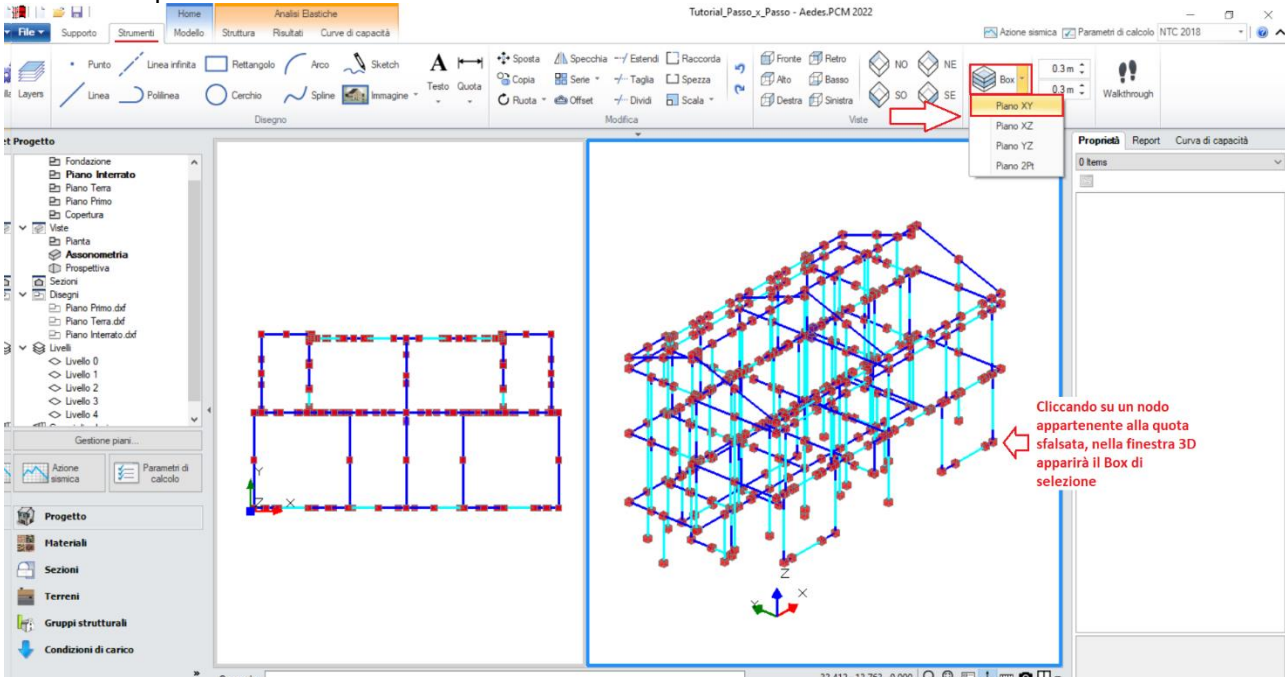 Home Analisi Elastiche Tutorial_Passo_x_Passo - Aedes.PCM 2022
File Supporto Strumenti Modello Struttura Risultati Curve di capacità Azione sismica Parametri di calcolo NTC 2018
Punto Linea infinita Rettangolo Arco Sketch Sposta Specchia Estendi Raccorda Fronte Retro NO NE 0.3 m
Layers Linea Polilinea Cerchio Spline Immagine Testo Quota Copia Serie Taglia Spezza Alto Basso Box Walkthrough
Ruota Offset Dividi Scala Destra Sinistra SO SE 0.3 m
Disegno Modifica Viste
Piano XY
Piano XZ
Piano YZ
Piano 2Pt
Progetto
Fondazione
Piano Interrato
Piano Terra
Piano Primo
Copertura
Viste
Pianta
Assonometria
Prospettiva
Sezioni
Disegni
Piano Primo.dxf
Piano Terra.dxf
Piano Interrato.dxf
Livelli
Livello 0
Livello 1
Livello 2
Livello 3
Livello 4
Gestione piani...
Azione sismica
Parametri di calcolo
Progetto
Materiali
Sezioni
Terreni
Gruppi strutturali
Condizioni di carico
Y
Z X
Z
Y X
Proprietà Report Curva di capacità
0 Items
Cliccando su un nodo
appartenente alla quota
sfalsata, nella finestra 3D
apparirà il Box di
selezione